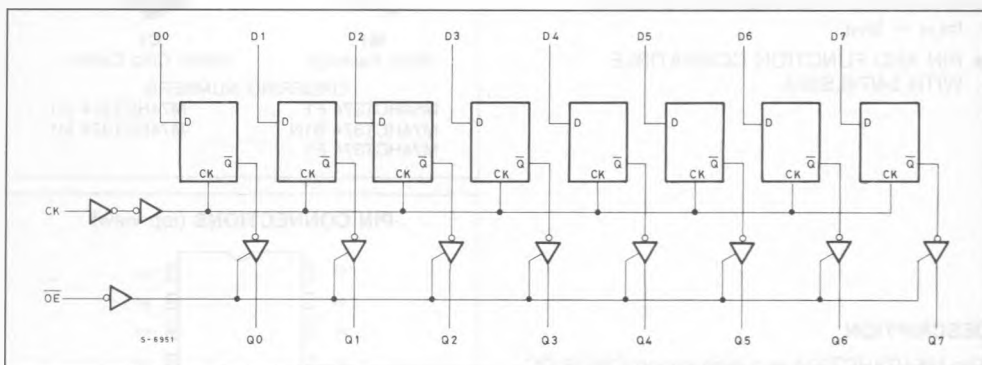 D0 D1 D2 D3 D4 D5 D6 D7
D D D D D D D D
Q̅ Q̅ Q̅ Q̅ Q̅ Q̅ Q̅ Q̅
CK CK CK CK CK CK CK CK
CK
O̅E̅
S-6951
Q0 Q1 Q2 Q3 Q4 Q5 Q6 Q7